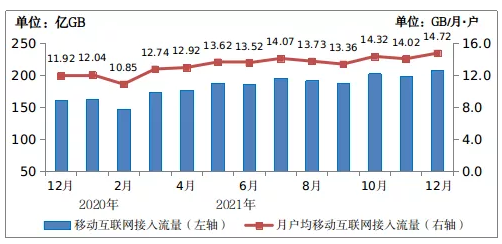 单位：亿GB 单位：GB/月·户
250 200 150 100 50
11.92 12.04 10.85 12.74 12.92 13.62 13.52 14.07 13.73 13.36 14.32 14.02 14.72
16.0 12.0 8.0 4.0 0.0
12月 2月 4月 6月 8月 10月 12月
2020年 2021年
移动互联网接入流量（左轴） 月户均移动互联网接入流量（右轴）